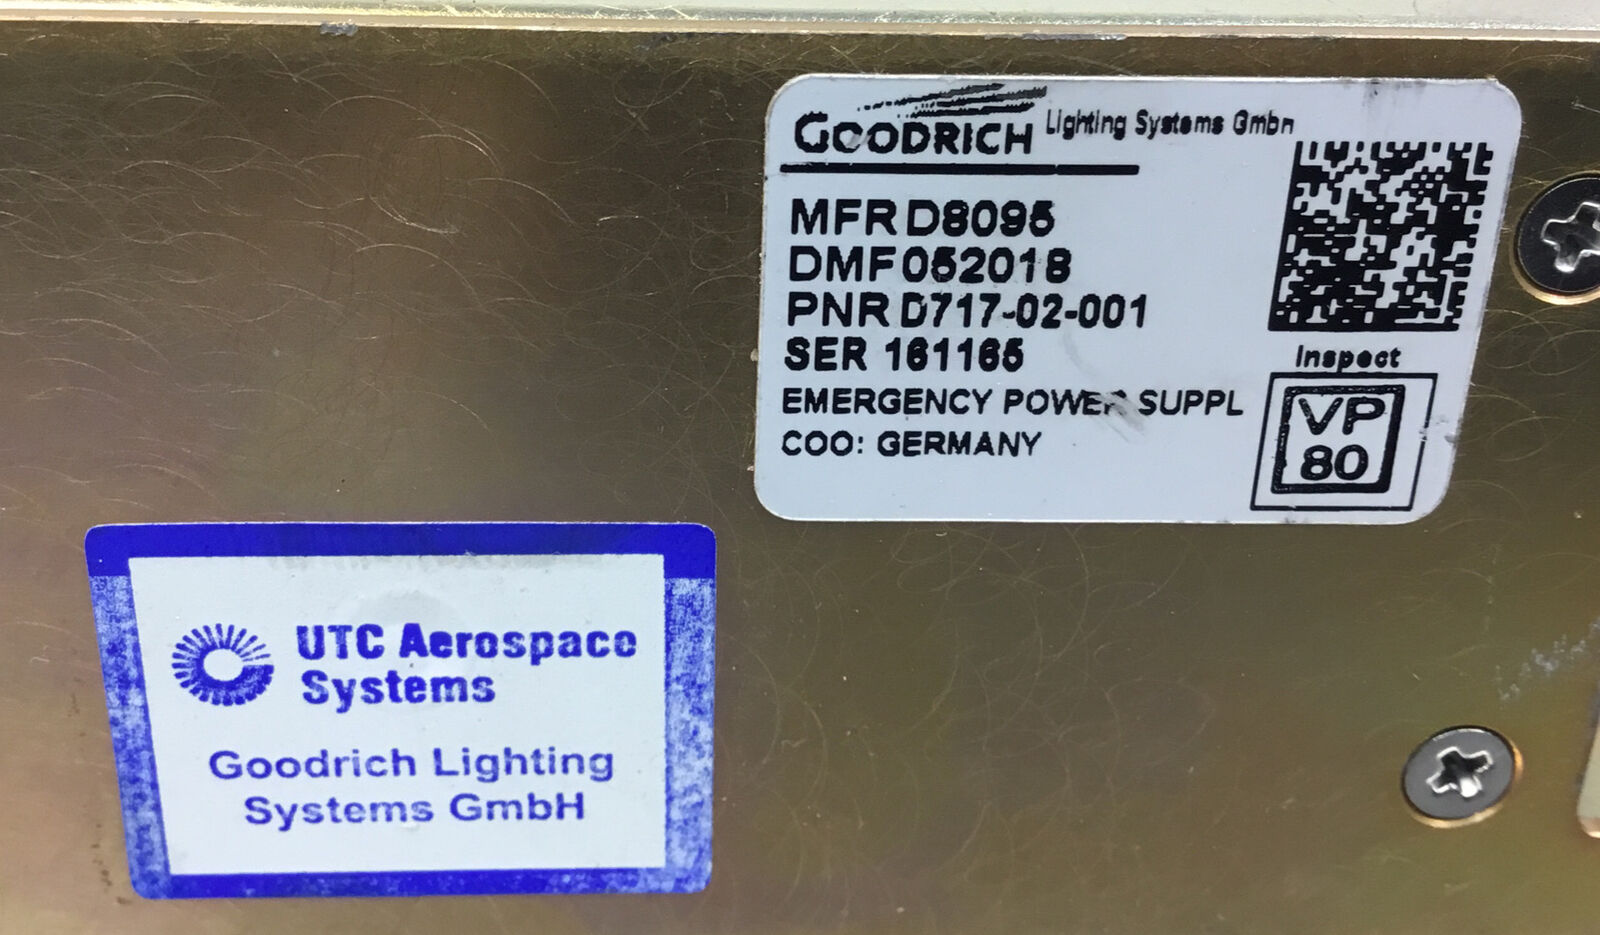 GOODRICH Lighting Systems Gmbh
MFR D8095
DMF 052018
PNR D717-02-001
SER 161165
EMERGENCY POWER SUPPL
COO: GERMANY
Inspect
VP
80
UTC Aerospace
Systems
Goodrich Lighting
Systems GmbH